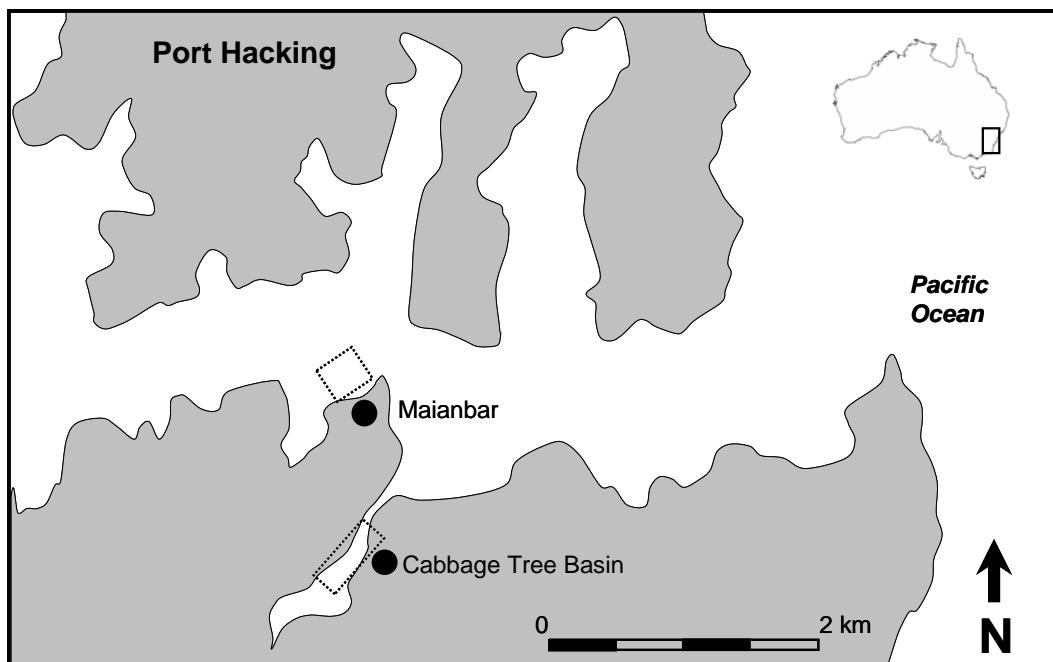 Port Hacking
Pacific
Ocean
Maianbar
Cabbage Tree Basin
0 2 km
N